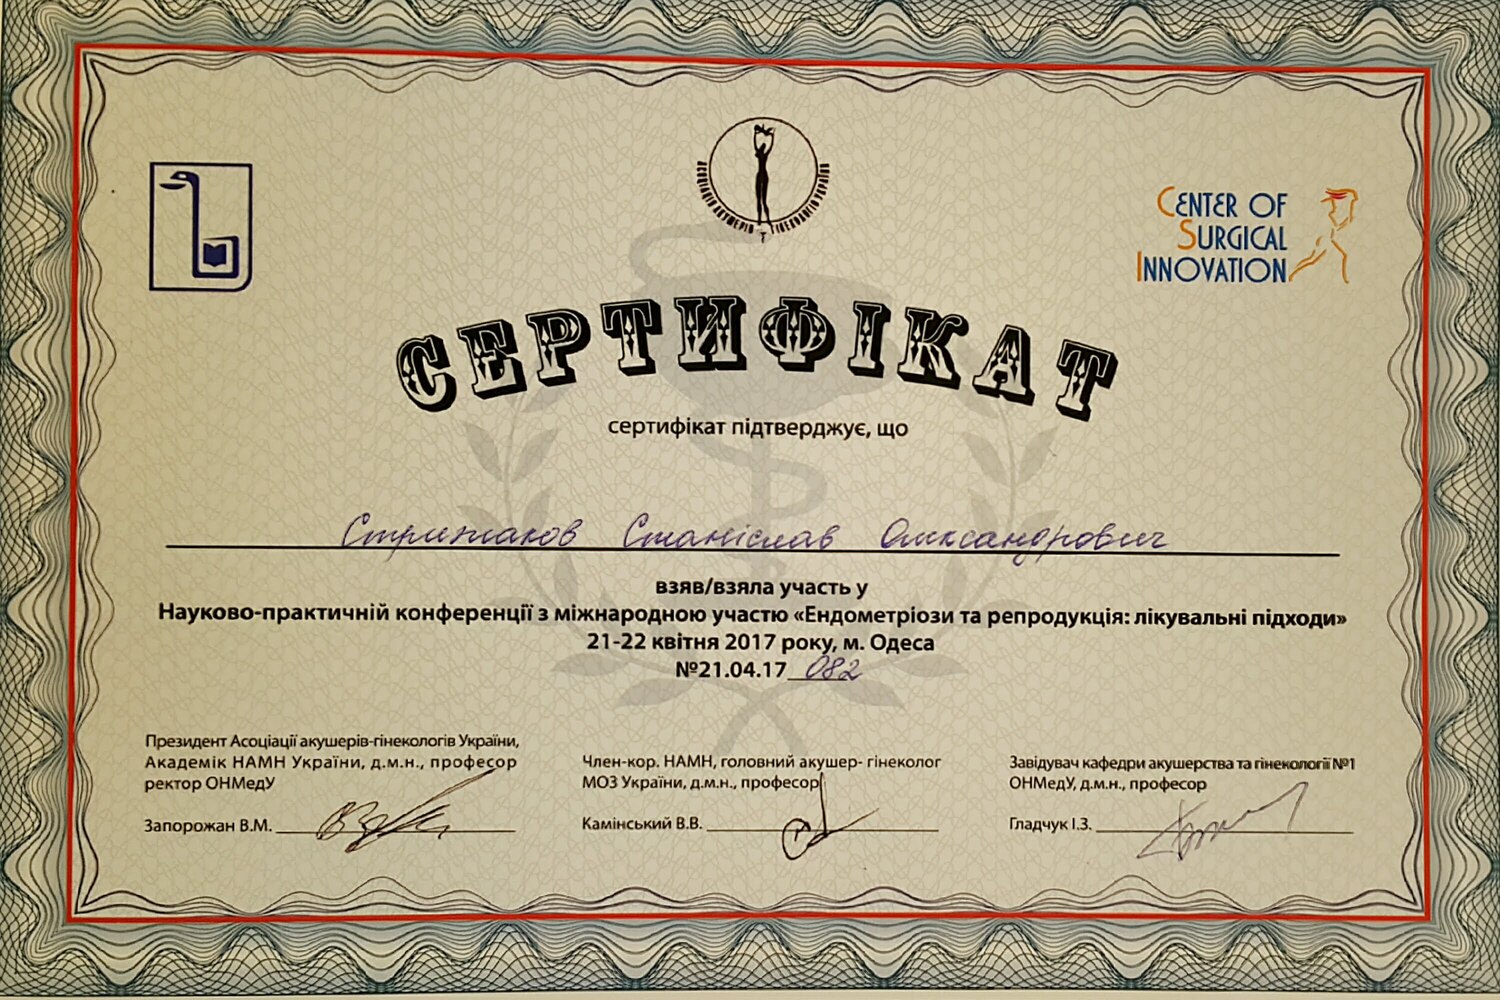 АСОЦІАЦІЯ АКУШЕРІВ ГІНЕКОЛОГІВ УКРАЇНИ
CENTER OF
SURGICAL
INNOVATION
СЕРТИФІКАТ
сертифікат підтверджує, що
Стрижаков Станіслав Олександрович
взяв/взяла участь у
Науково-практичній конференції з міжнародною участю «Ендометріози та репродукція: лікувальні підходи»
21-22 квітня 2017 року, м. Одеса
№21.04.17 082
Президент Асоціації акушерів-гінекологів України,
Академік НАМН України, д.м.н., професор
ректор ОНМедУ
Запорожан В.М.
Член-кор. НАМН, головний акушер- гінеколог
МОЗ України, д.м.н., професор
Камінський В.В.
Завідувач кафедри акушерства та гінекології №1
ОНМедУ, д.м.н., професор
Гладчук І.З.